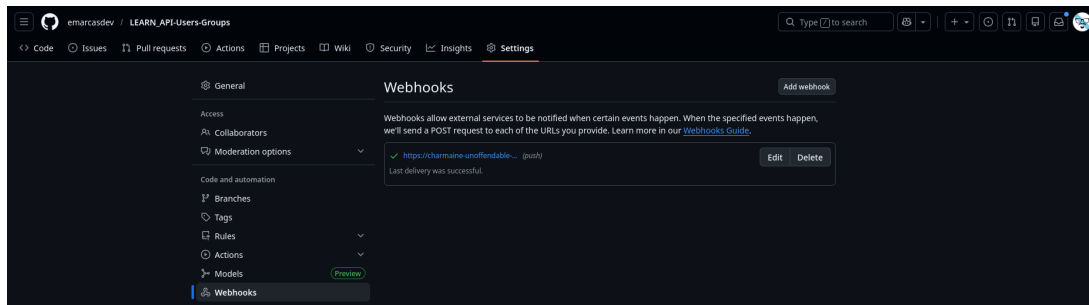 emarcasdev / LEARN_API-Users-Groups
Type / to search
Code Issues Pull requests Actions Projects Wiki Security Insights Settings
General
Access
Collaborators
Moderation options
Code and automation
Branches
Tags
Rules
Actions
Models Preview
Webhooks
Webhooks
Add webhook
Webhooks allow external services to be notified when certain events happen. When the specified events happen,
we'll send a POST request to each of the URLs you provide. Learn more in our Webhooks Guide.
https://charmaine-unoffendable-... (push)
Edit Delete
Last delivery was successful.